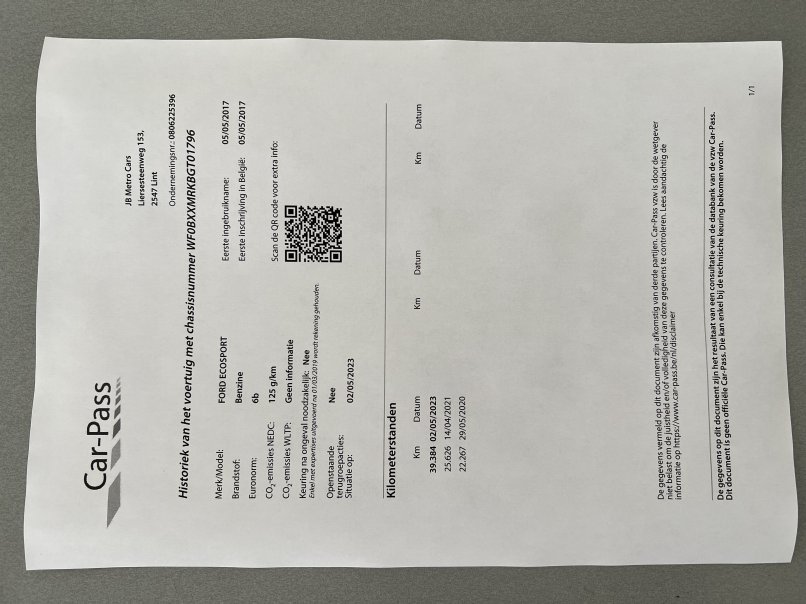 Car-Pass
JB Metro Cars
Liersesteenweg 153,
2547 Lint
Ondernemingsnr.: 0806225396
Historiek van het voertuig met chassisnummer WF0BXXMRKBGT01796
Merk/Model: FORD ECOSPORT
Brandstof: Benzine
Euronorm: 6b
CO2-emissies NEDC: 125 g/km
CO2-emissies WLTP: Geen informatie
Keuring na ongeval noodzakelijk: Nee
Enkel met expertises uitgevoerd na 01/03/2019 wordt rekening gehouden.
Openstaande terugroepacties: Nee
Situatie op: 02/05/2023
Eerste ingebruikname: 05/05/2017
Eerste inschrijving in België: 05/05/2017
Scan de QR code voor extra info:
Kilometerstanden
Km Datum Km Datum Km Datum
39.384 02/05/2023
25.626 14/04/2021
22.267 29/05/2020
De gegevens vermeld op dit document zijn afkomstig van derde partijen. Car-Pass vzw is door de wetgever
niet belast om de juistheid en/of volledigheid van deze gegevens te controleren. Lees aandachtig de
informatie op https://www.car-pass.be/nl/disclaimer
De gegevens op dit document zijn het resultaat van een consultatie van de databank van de vzw Car-Pass.
Dit document is geen officiële Car-Pass. Die kan enkel bij de technische keuring bekomen worden.
1/1